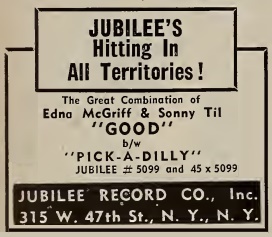 JUBILEE'S
Hitting In
All Territories!
The Great Combination of
Edna McGriff & Sonny Til
"GOOD"
b/w
"PICK-A-DILLY"
JUBILEE # 5099 and 45 x 5099
JUBILEE RECORD CO., Inc.
315 W. 47th St., N. Y., N. Y.